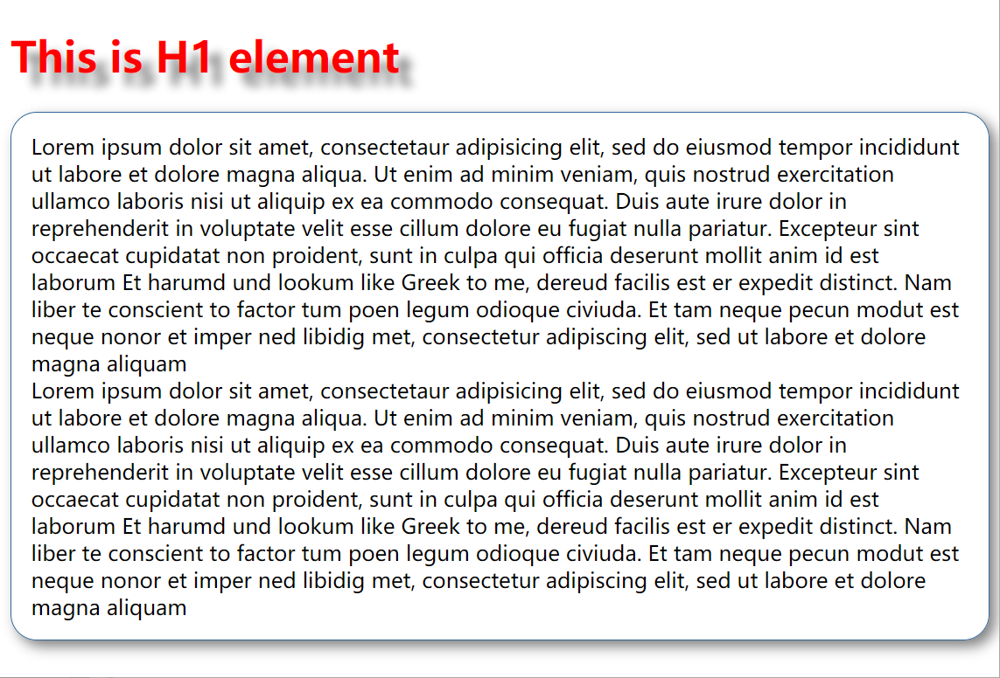 This is H1 element
Lorem ipsum dolor sit amet, consectetaur adipisicing elit, sed do eiusmod tempor incididunt
ut labore et dolore magna aliqua. Ut enim ad minim veniam, quis nostrud exercitation
ullamco laboris nisi ut aliquip ex ea commodo consequat. Duis aute irure dolor in
reprehenderit in voluptate velit esse cillum dolore eu fugiat nulla pariatur. Excepteur sint
occaecat cupidatat non proident, sunt in culpa qui officia deserunt mollit anim id est
laborum Et harumd und lookum like Greek to me, dereud facilis est er expedit distinct. Nam
liber te conscient to factor tum poen legum odioque civiuda. Et tam neque pecun modut est
neque nonor et imper ned libidig met, consectetur adipiscing elit, sed ut labore et dolore
magna aliquam
Lorem ipsum dolor sit amet, consectetaur adipisicing elit, sed do eiusmod tempor incididunt
ut labore et dolore magna aliqua. Ut enim ad minim veniam, quis nostrud exercitation
ullamco laboris nisi ut aliquip ex ea commodo consequat. Duis aute irure dolor in
reprehenderit in voluptate velit esse cillum dolore eu fugiat nulla pariatur. Excepteur sint
occaecat cupidatat non proident, sunt in culpa qui officia deserunt mollit anim id est
laborum Et harumd und lookum like Greek to me, dereud facilis est er expedit distinct. Nam
liber te conscient to factor tum poen legum odioque civiuda. Et tam neque pecun modut est
neque nonor et imper ned libidig met, consectetur adipiscing elit, sed ut labore et dolore
magna aliquam